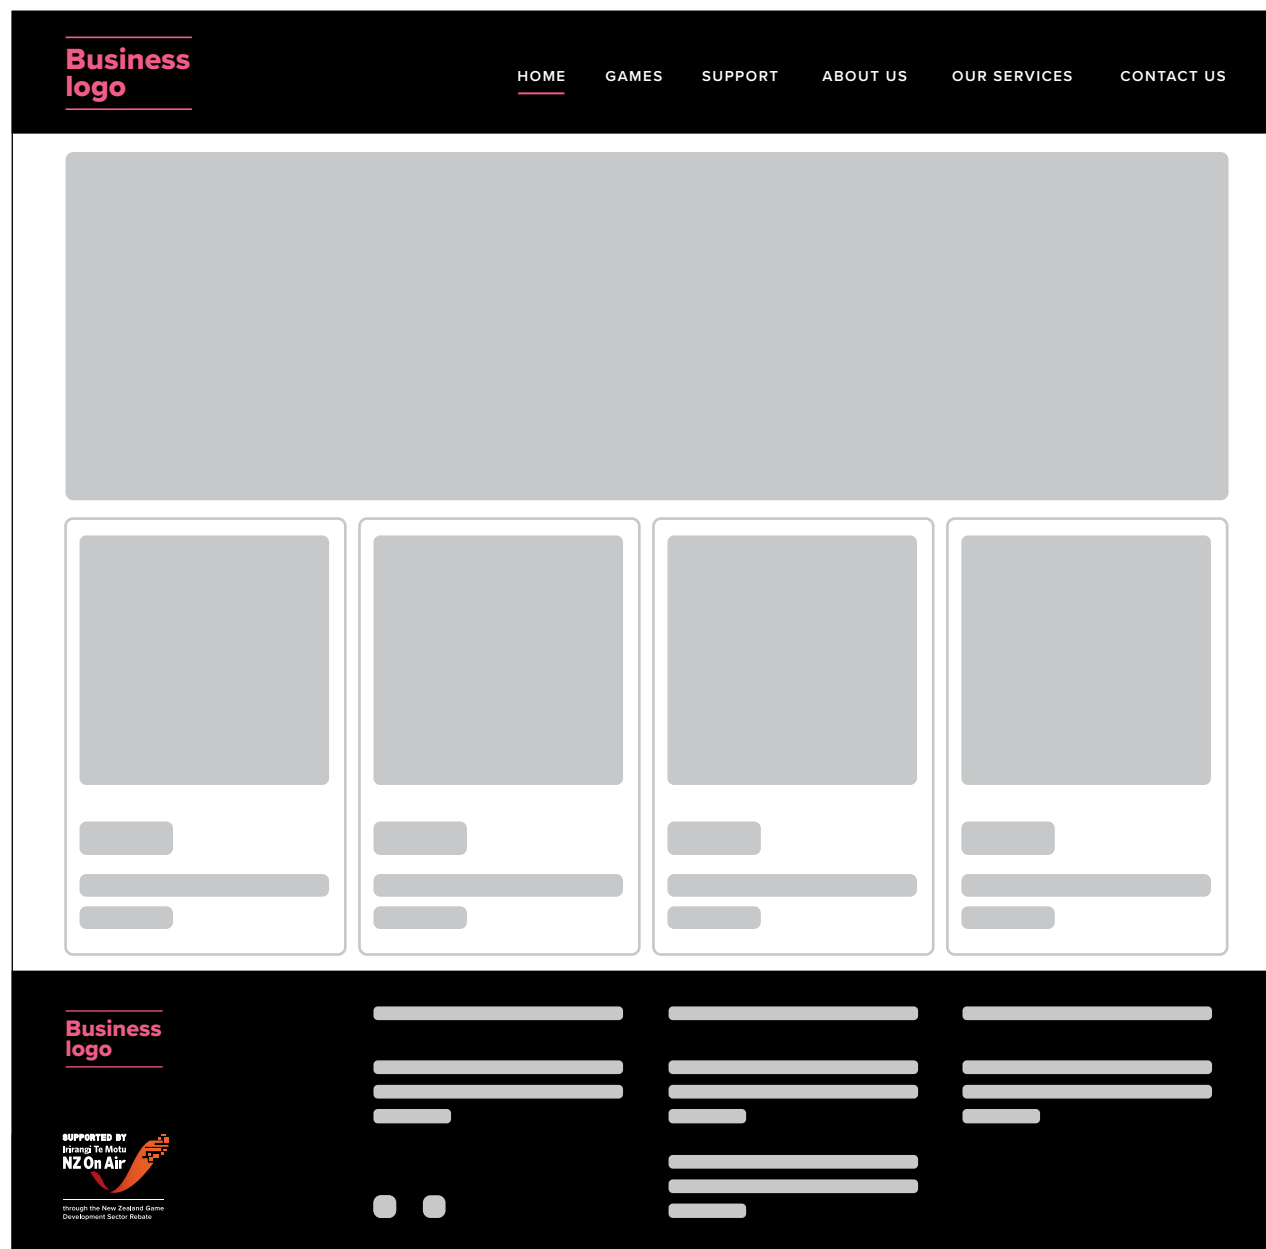 Business
logo
HOME GAMES SUPPORT ABOUT US OUR SERVICES CONTACT US
Business
logo
SUPPORTED BY
Irirangi Te Motu
NZ On Air
through the New Zealand Game
Development Sector Rebate